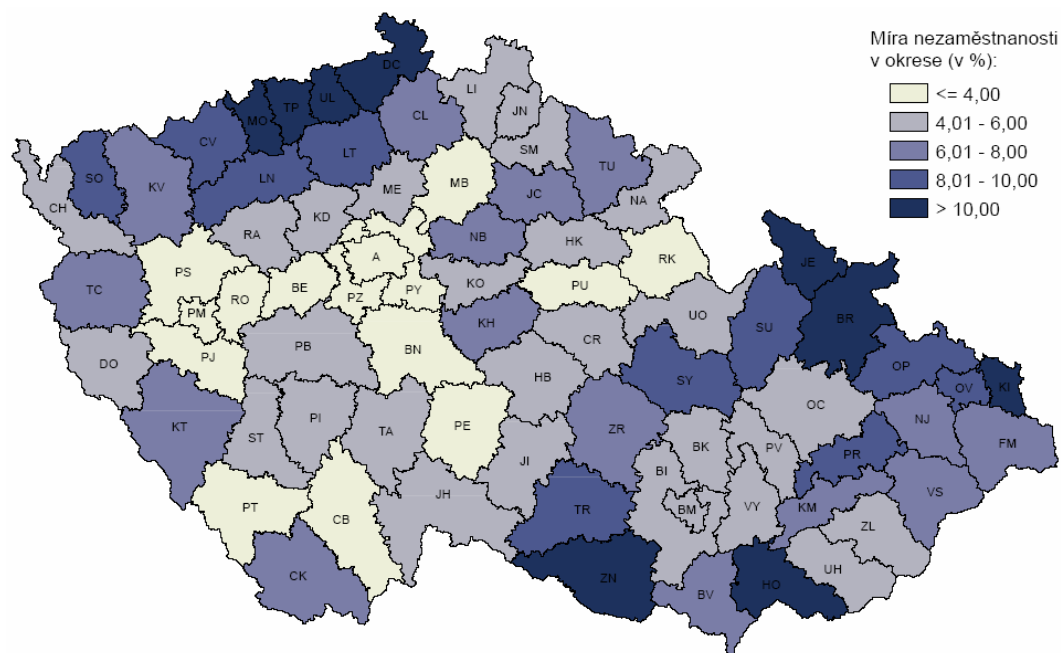 Míra nezaměstnanosti
v okrese (v %):
<= 4,00
4,01 - 6,00
6,01 - 8,00
8,01 - 10,00
> 10,00
DC
LI
UL
TP
JN
MO
CL
CV
SM
LT
TU
SO
LN
MB
JC
KV
ME
NA
CH
KD
RA
NB
HK
A
RK
JE
PS
KO
TC
RO
BE
PZ
PY
PU
PM
UO
SU
BR
KH
PB
CR
BN
PJ
DO
OP
HB
SY
OV
KI
OC
KT
ST
PI
TA
PE
ZR
NJ
FM
BK
PV
PR
JI
BI
VS
JH
PT
CB
TR
BM
VY
KM
ZL
UH
CK
ZN
HO
BV